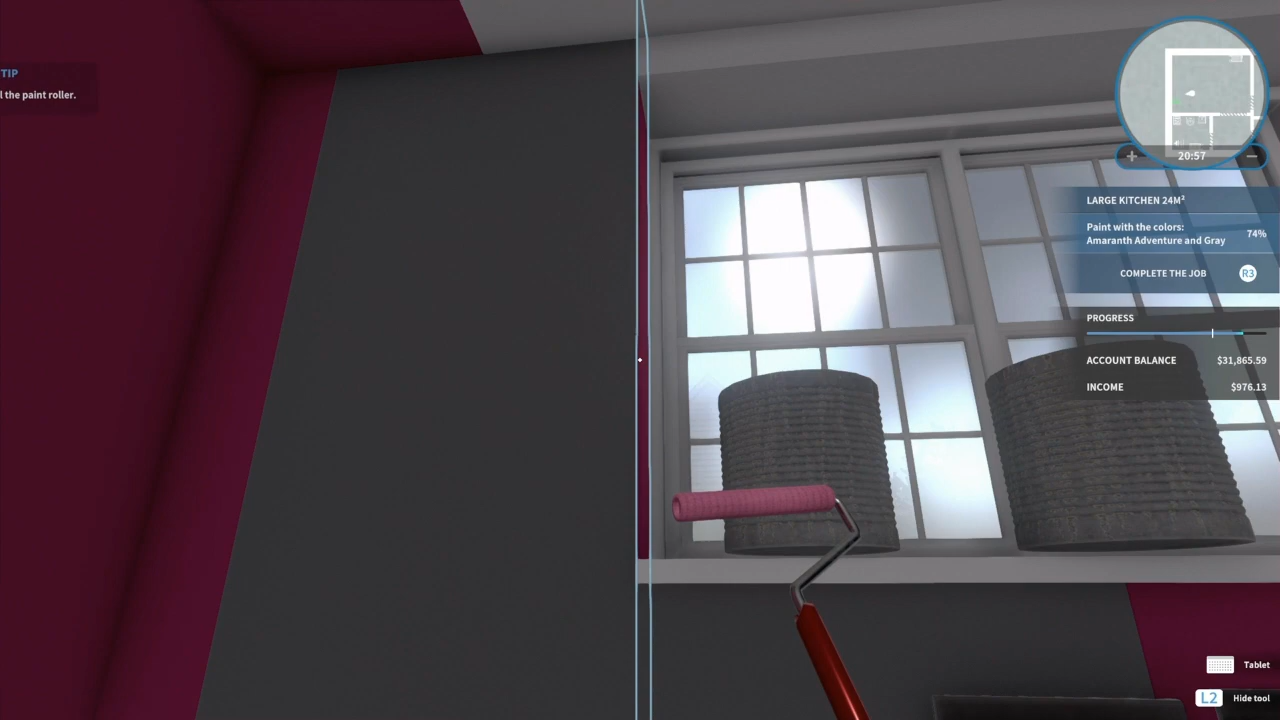 TIP
l the paint roller.
20:57
LARGE KITCHEN 24M²
Paint with the colors:
Amaranth Adventure and Gray
74%
COMPLETE THE JOB R3
PROGRESS
ACCOUNT BALANCE $31,865.59
INCOME $976.13
Tablet
L2 Hide tool